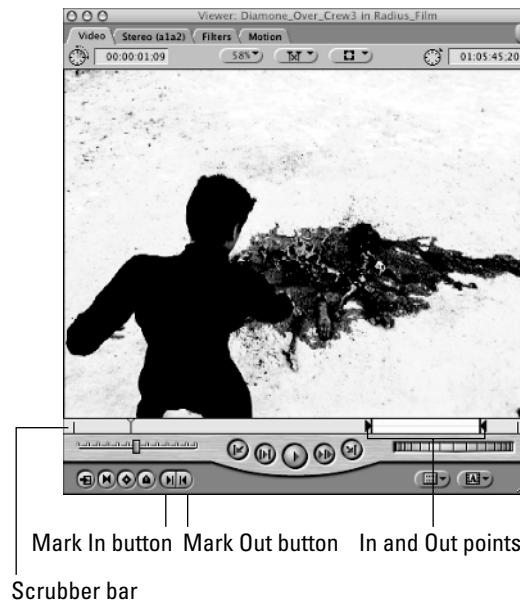 Viewer: Diamone_Over_Crew3 in Radius_Film
Video Stereo (a1a2) Filters Motion
00:00:01;09 58% 01:05:45;20
Mark In button Mark Out button In and Out points
Scrubber bar